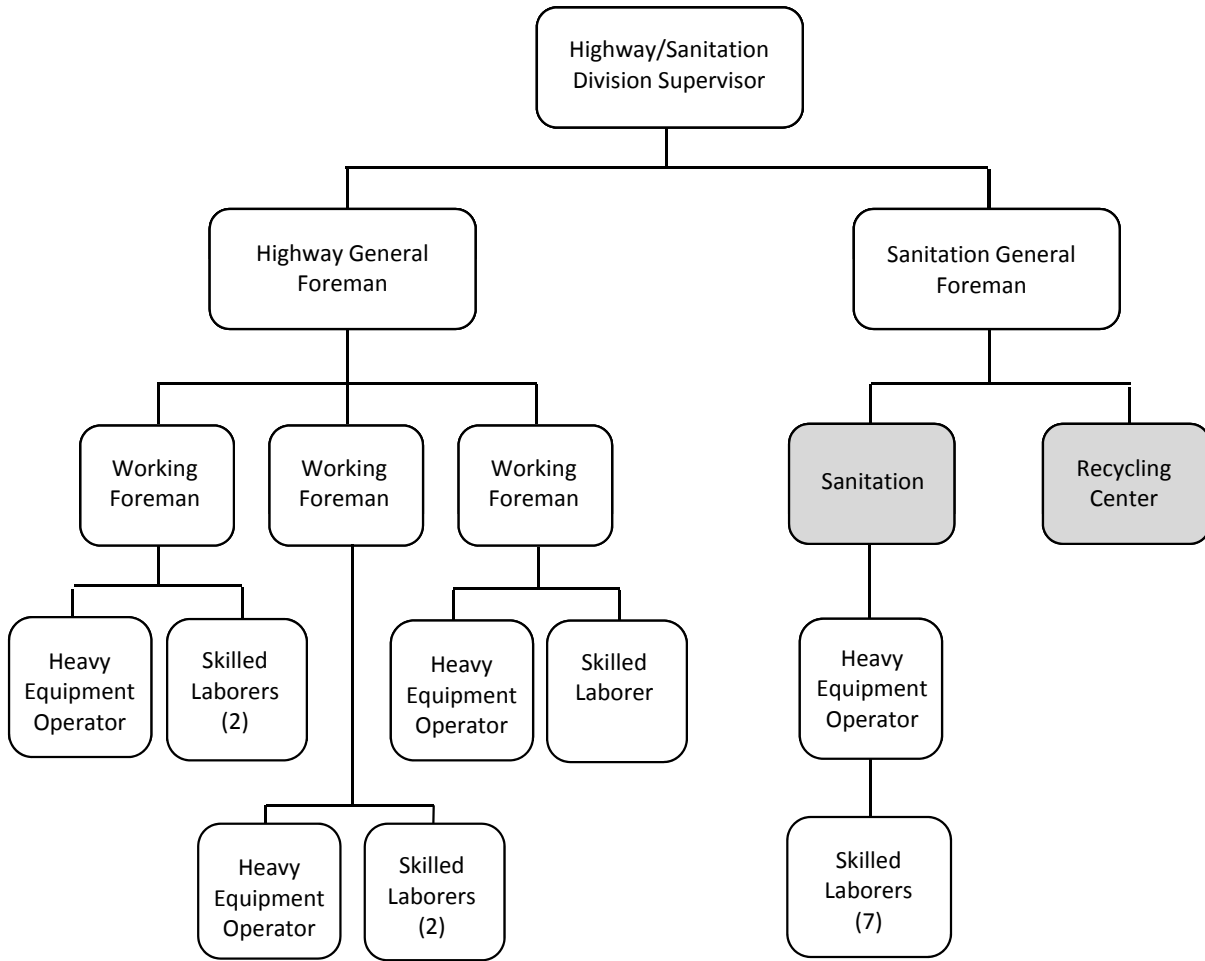 Highway/Sanitation
Division Supervisor
Highway General
Foreman
Sanitation General
Foreman
Working
Foreman
Working
Foreman
Working
Foreman
Sanitation
Recycling
Center
Heavy
Equipment
Operator
Skilled
Laborers
(2)
Heavy
Equipment
Operator
Skilled
Laborer
Heavy
Equipment
Operator
Heavy
Equipment
Operator
Skilled
Laborers
(2)
Skilled
Laborers
(7)